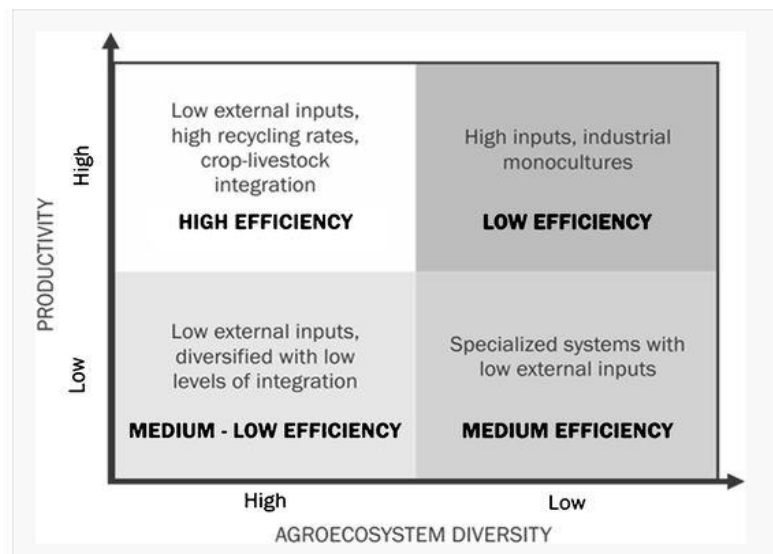 PRODUCTIVITY
High
Low
Low external inputs,
high recycling rates,
crop-livestock
integration
HIGH EFFICIENCY
High inputs, industrial
monocultures
LOW EFFICIENCY
Low external inputs,
diversified with low
levels of integration
MEDIUM - LOW EFFICIENCY
Specialized systems with
low external inputs
MEDIUM EFFICIENCY
High
Low
AGROECOSYSTEM DIVERSITY